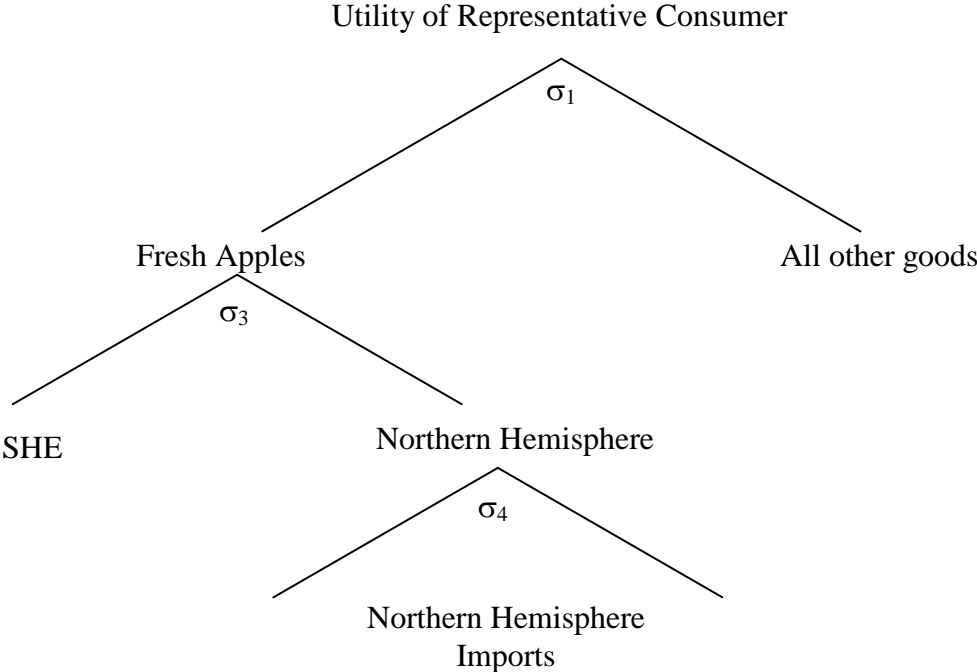 Utility of Representative Consumer
σ1
Fresh Apples
All other goods
σ3
SHE
Northern Hemisphere
σ4
Northern Hemisphere
Imports